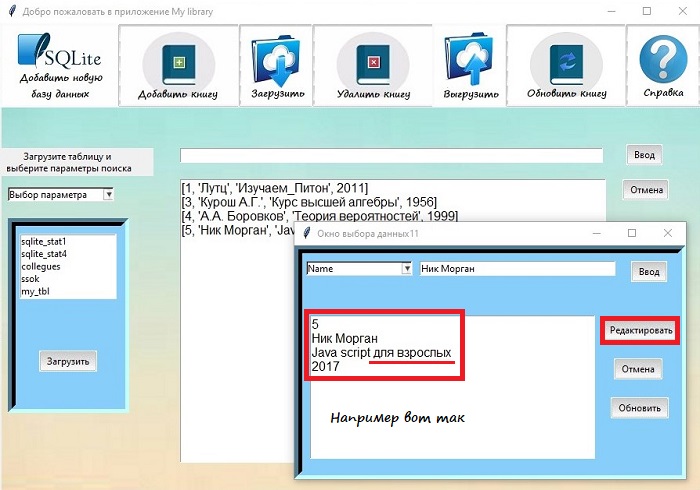 Добро пожаловать в приложение My library
SQLite
Добавить новую
базу данных
Добавить книгу
Загрузить
Удалить книгу
Выгрузить
Обновить книгу
Справка
Загрузите таблицу и
выберите параметры поиска
Ввод
Выбор параметра
Отмена
[1, 'Лутц', 'Изучаем_Питон', 2011]
[3, 'Курош А.Г.', 'Курс высшей алгебры', 1956]
[4, 'А.А. Боровков', 'Теория вероятностей', 1999]
[5, 'Ник Морган', 'Jav
sqlite_stat1
sqlite_stat4
collegues
ssok
my_tbl
Загрузить
Окно выбора данных11
Name
Ник Морган
Ввод
5
Ник Морган
Java script для взрослых
2017
Редактировать
Отмена
Обновить
Например вот так